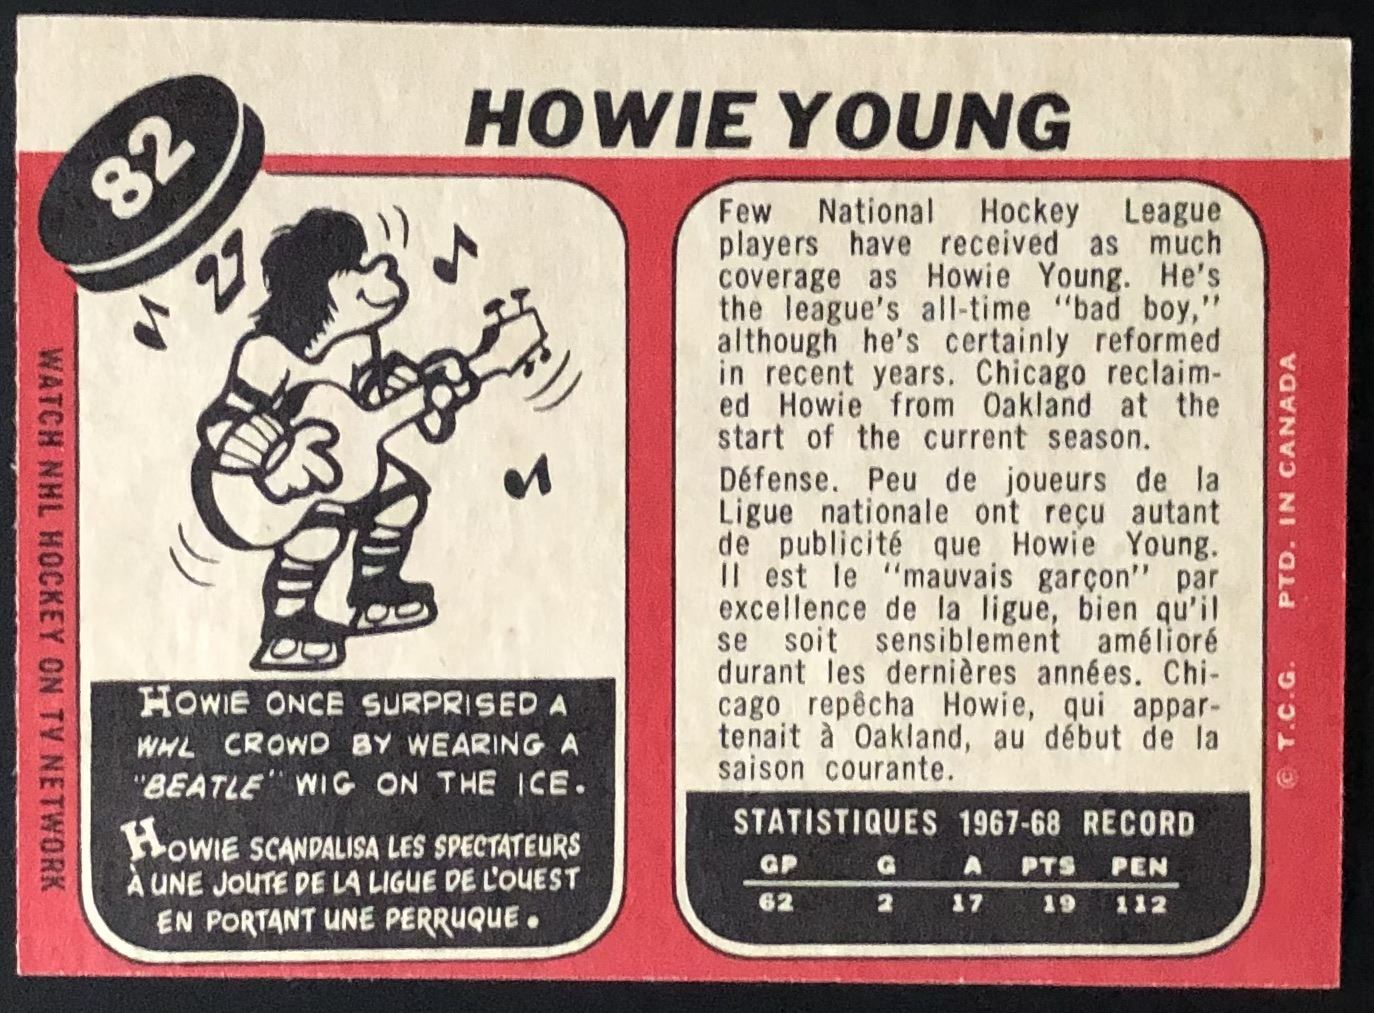 82
HOWIE YOUNG
HOWIE ONCE SURPRISED A
WHL CROWD BY WEARING A
"BEATLE" WIG ON THE ICE.
HOWIE SCANDALISA LES SPECTATEURS
À UNE JOUTE DE LA LIGUE DE L'OUEST
EN PORTANT UNE PERRUQUE.
Few National Hockey League
players have received as much
coverage as Howie Young. He's
the league's all-time "bad boy,"
although he's certainly reformed
in recent years. Chicago reclaim-
ed Howie from Oakland at the
start of the current season.
Défense. Peu de joueurs de la
Ligue nationale ont reçu autant
de publicité que Howie Young.
Il est le "mauvais garçon" par
excellence de la ligue, bien qu'il
se soit sensiblement amélioré
durant les dernières années. Chi-
cago repêcha Howie, qui appar-
tenait à Oakland, au début de la
saison courante.
STATISTIQUES 1967-68 RECORD
GP G A PTS PEN
62 2 17 19 112
WATCH NHL HOCKEY ON TV NETWORK
© T.C.G. PTD. IN CANADA